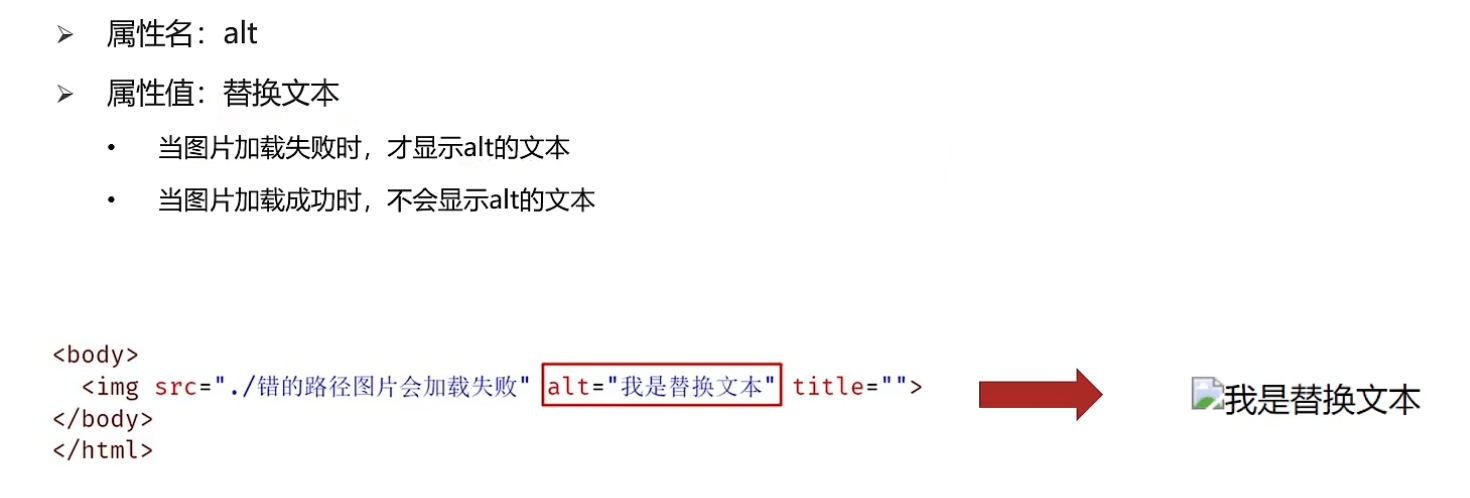 属性名：alt
属性值：替换文本
当图片加载失败时，才显示alt的文本
当图片加载成功时，不会显示alt的文本
<body>
<img src="./错的路径图片会加载失败" alt="我是替换文本" title="">
我是替换文本
</body>
</html>